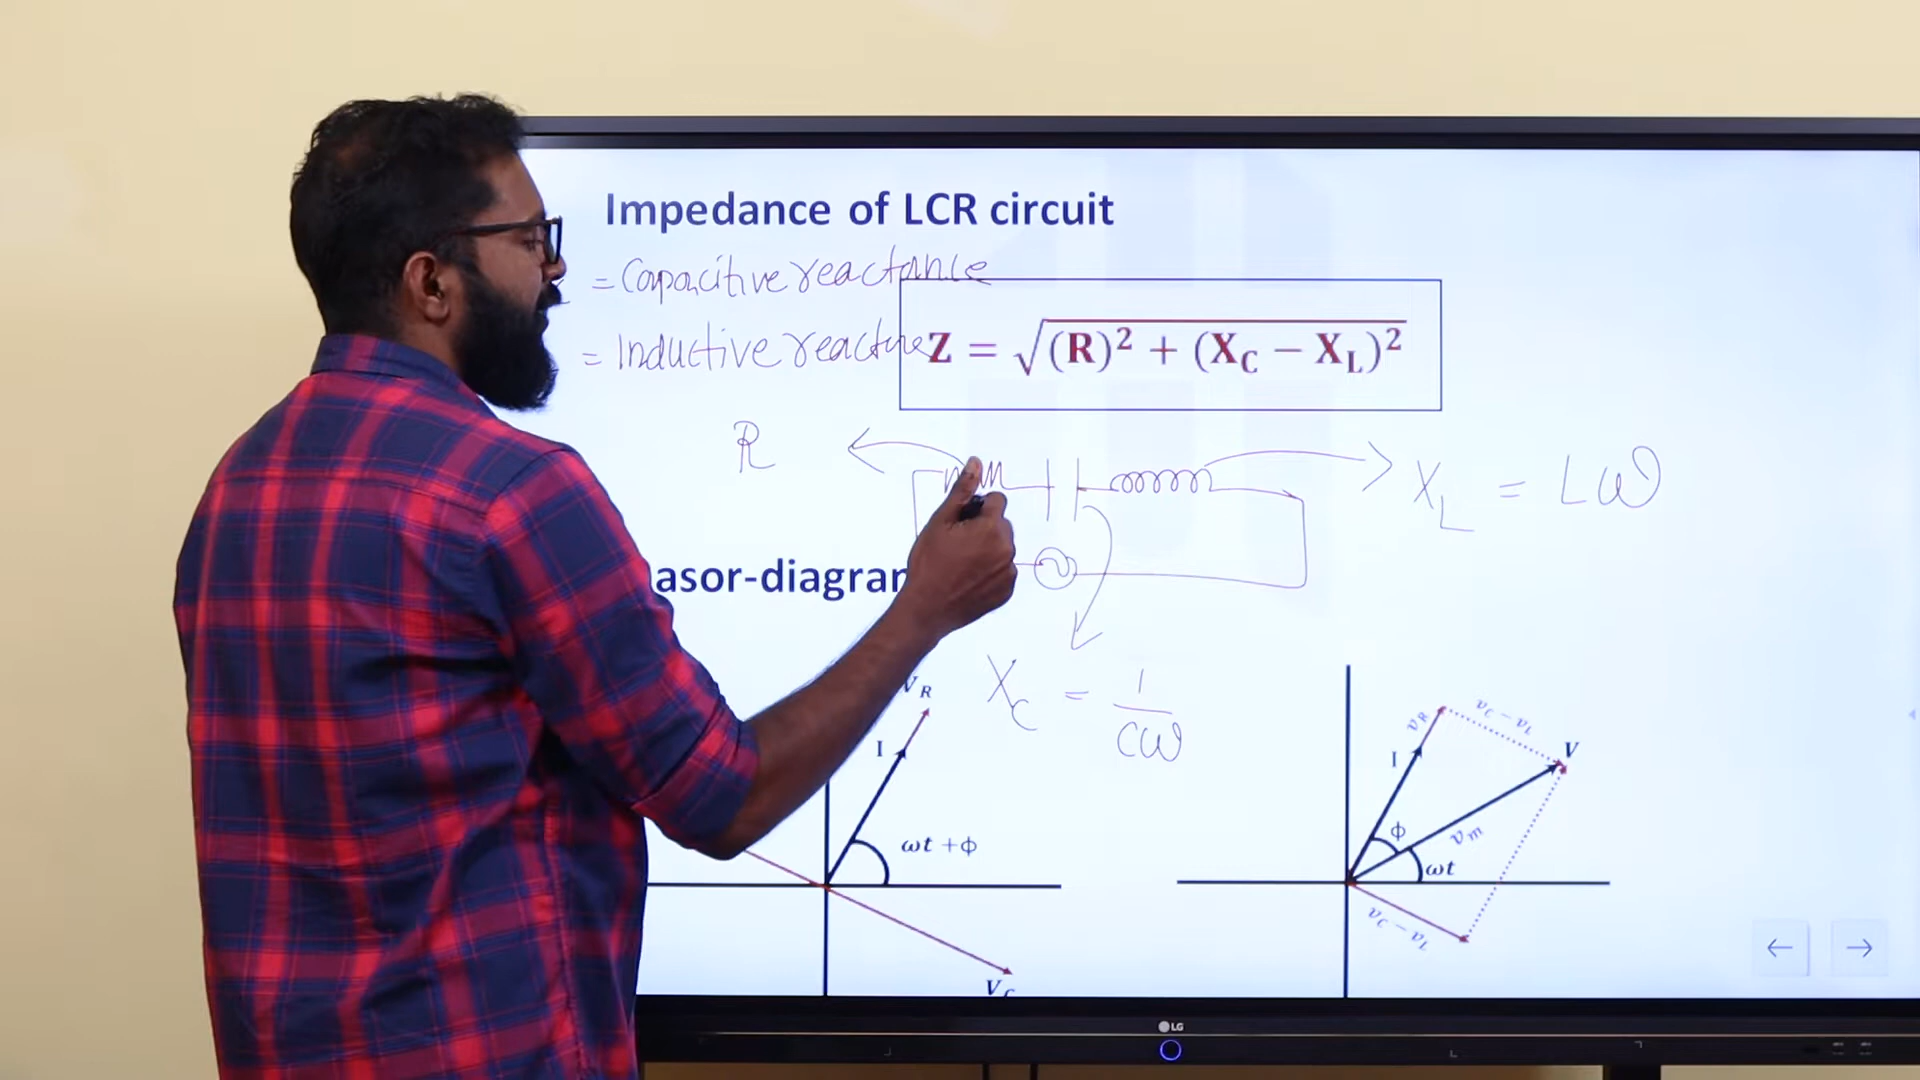 Impedance of LCR circuit
= Capacitive reactance
= Inductive reactance
Z = √(R)² + (X_C − X_L)²
R
X_L = Lω
asor-diagram
X_C = 1/Cω
V_R
I
ωt + ϕ
V_C
v_R
v_C − v_L
I
V
ϕ
v_m
ωt
v_C − v_L
LG